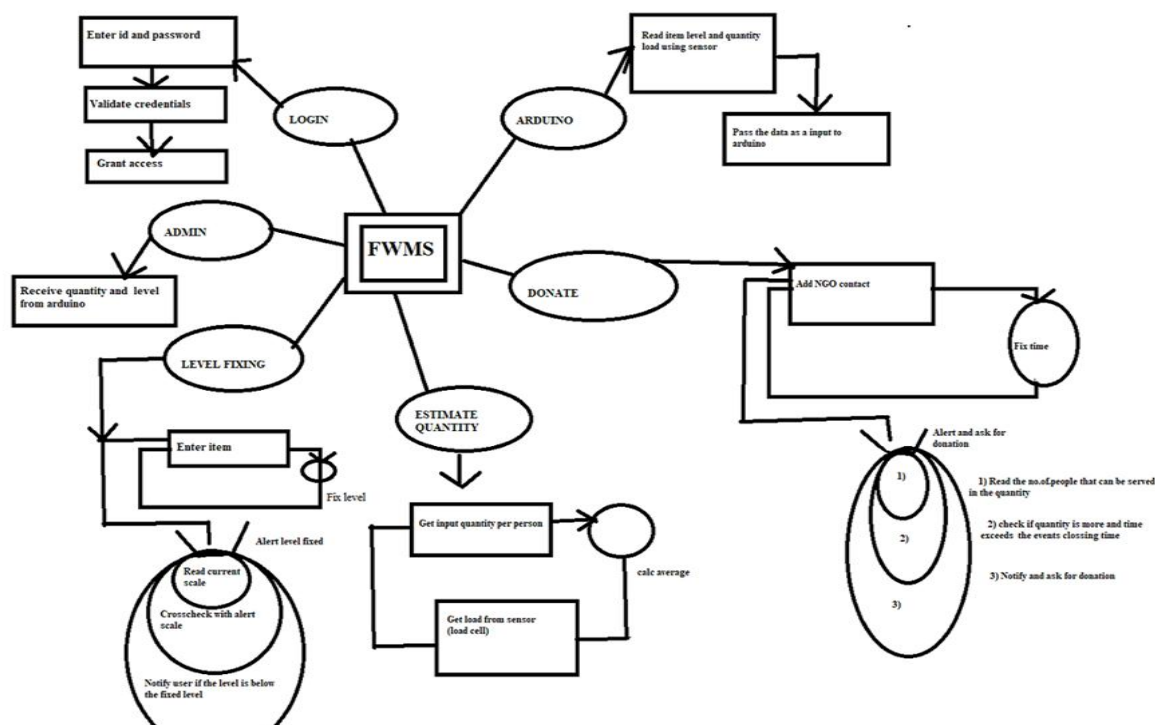 Enter id and password
Validate credentials
Grant access
LOGIN
ARDUINO
Read item level and quantity
load using sensor
Pass the data as a input to
arduino
ADMIN
Receive quantity and level
from arduino
FWMS
DONATE
Add NGO contact
Fix time
LEVEL FIXING
Enter item
Fix level
Alert level fixed
Read current
scale
Crosscheck with alert
scale
Notify user if the level is below
the fixed level
ESTIMATE
QUANTITY
Get input quantity per person
calc average
Get load from sensor
(load cell)
Alert and ask for
donation
1)
2)
3)
1) Read the no.of.people that can be served
in the quantity
2) check if quantity is more and time
exceeds the events clossing time
3) Notify and ask for donation